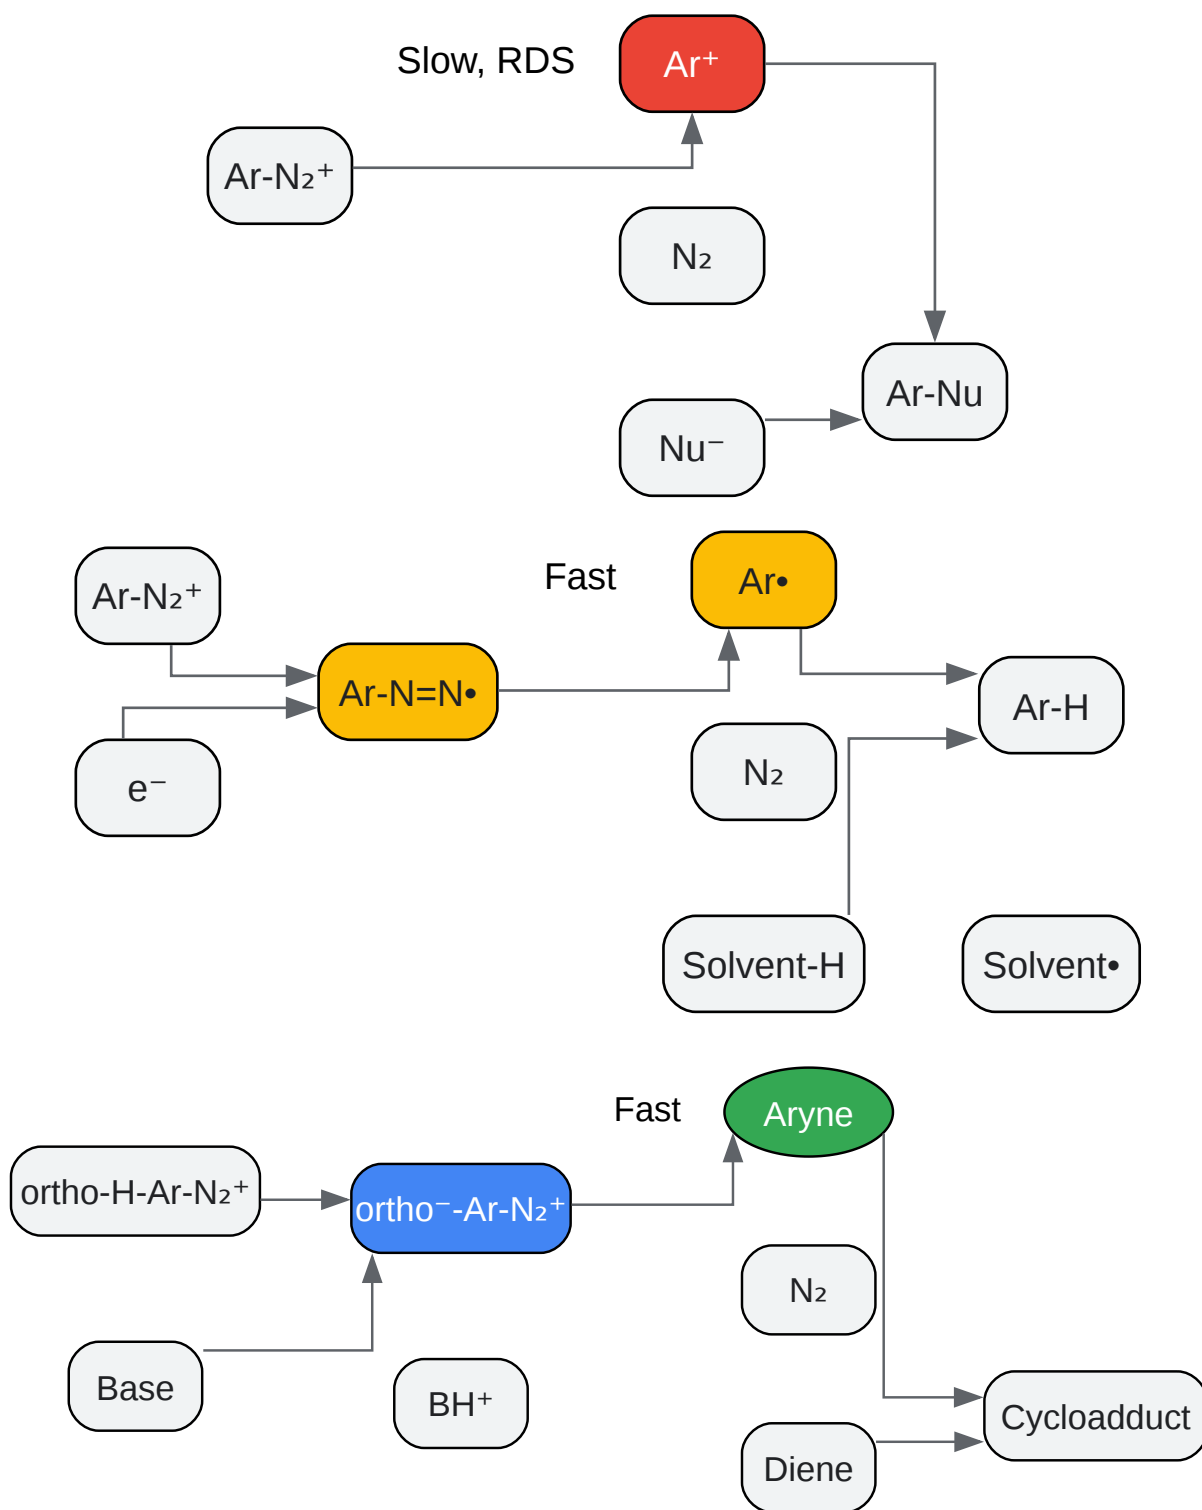 Slow, RDS
Ar⁺
Ar-N₂⁺
N₂
Ar-Nu
Nu⁻
Ar-N₂⁺
Fast
Ar•
Ar-N=N•
Ar-H
e⁻
N₂
Solvent-H
Solvent•
Fast
Aryne
ortho-H-Ar-N₂⁺
ortho⁻-Ar-N₂⁺
N₂
Base
BH⁺
Cycloadduct
Diene